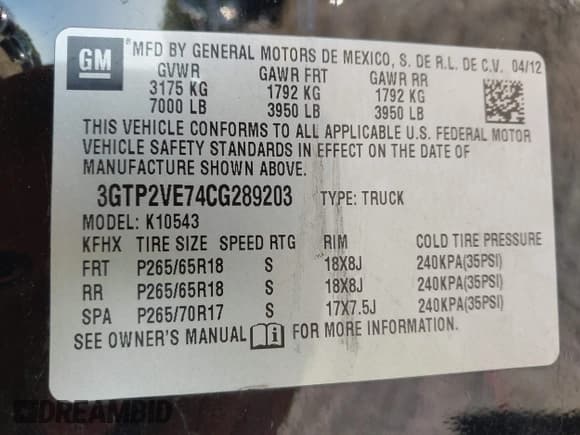 GM MFD BY GENERAL MOTORS DE MEXICO, S. DE R.L. DE C.V. 04/12
GVWR GAWR FRT GAWR RR
3175 KG 1792 KG 1792 KG
7000 LB 3950 LB 3950 LB
THIS VEHICLE CONFORMS TO ALL APPLICABLE U.S. FEDERAL MOTOR
VEHICLE SAFETY STANDARDS IN EFFECT ON THE DATE OF
MANUFACTURE SHOWN ABOVE.
3GTP2VE74CG289203 TYPE: TRUCK
MODEL: K10543
KFHX TIRE SIZE SPEED RTG RIM COLD TIRE PRESSURE
FRT P265/65R18 S 18X8J 240KPA(35PSI)
RR P265/65R18 S 18X8J 240KPA(35PSI)
SPA P265/70R17 S 17X7.5J 240KPA(35PSI)
SEE OWNER'S MANUAL FOR MORE INFORMATION.
DREAMBID